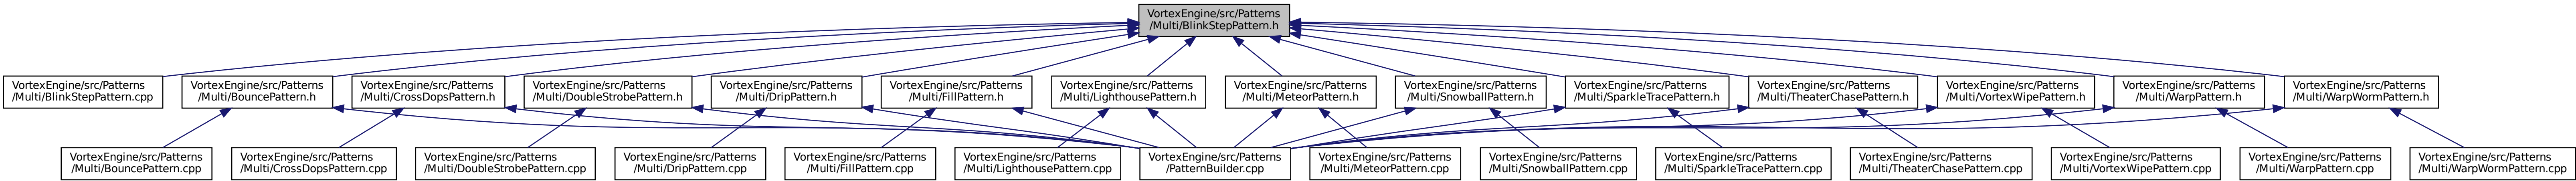 VortexEngine/src/Patterns
/Multi/BlinkStepPattern.h
VortexEngine/src/Patterns
/Multi/BlinkStepPattern.cpp
VortexEngine/src/Patterns
/Multi/BouncePattern.h
VortexEngine/src/Patterns
/Multi/CrossDopsPattern.h
VortexEngine/src/Patterns
/Multi/DoubleStrobePattern.h
VortexEngine/src/Patterns
/Multi/DripPattern.h
VortexEngine/src/Patterns
/Multi/FillPattern.h
VortexEngine/src/Patterns
/Multi/LighthousePattern.h
VortexEngine/src/Patterns
/Multi/MeteorPattern.h
VortexEngine/src/Patterns
/Multi/SnowballPattern.h
VortexEngine/src/Patterns
/Multi/SparkleTracePattern.h
VortexEngine/src/Patterns
/Multi/TheaterChasePattern.h
VortexEngine/src/Patterns
/Multi/VortexWipePattern.h
VortexEngine/src/Patterns
/Multi/WarpPattern.h
VortexEngine/src/Patterns
/Multi/WarpWormPattern.h
VortexEngine/src/Patterns
/Multi/BouncePattern.cpp
VortexEngine/src/Patterns
/Multi/CrossDopsPattern.cpp
VortexEngine/src/Patterns
/Multi/DoubleStrobePattern.cpp
VortexEngine/src/Patterns
/Multi/DripPattern.cpp
VortexEngine/src/Patterns
/Multi/FillPattern.cpp
VortexEngine/src/Patterns
/Multi/LighthousePattern.cpp
VortexEngine/src/Patterns
/PatternBuilder.cpp
VortexEngine/src/Patterns
/Multi/MeteorPattern.cpp
VortexEngine/src/Patterns
/Multi/SnowballPattern.cpp
VortexEngine/src/Patterns
/Multi/SparkleTracePattern.cpp
VortexEngine/src/Patterns
/Multi/TheaterChasePattern.cpp
VortexEngine/src/Patterns
/Multi/VortexWipePattern.cpp
VortexEngine/src/Patterns
/Multi/WarpPattern.cpp
VortexEngine/src/Patterns
/Multi/WarpWormPattern.cpp